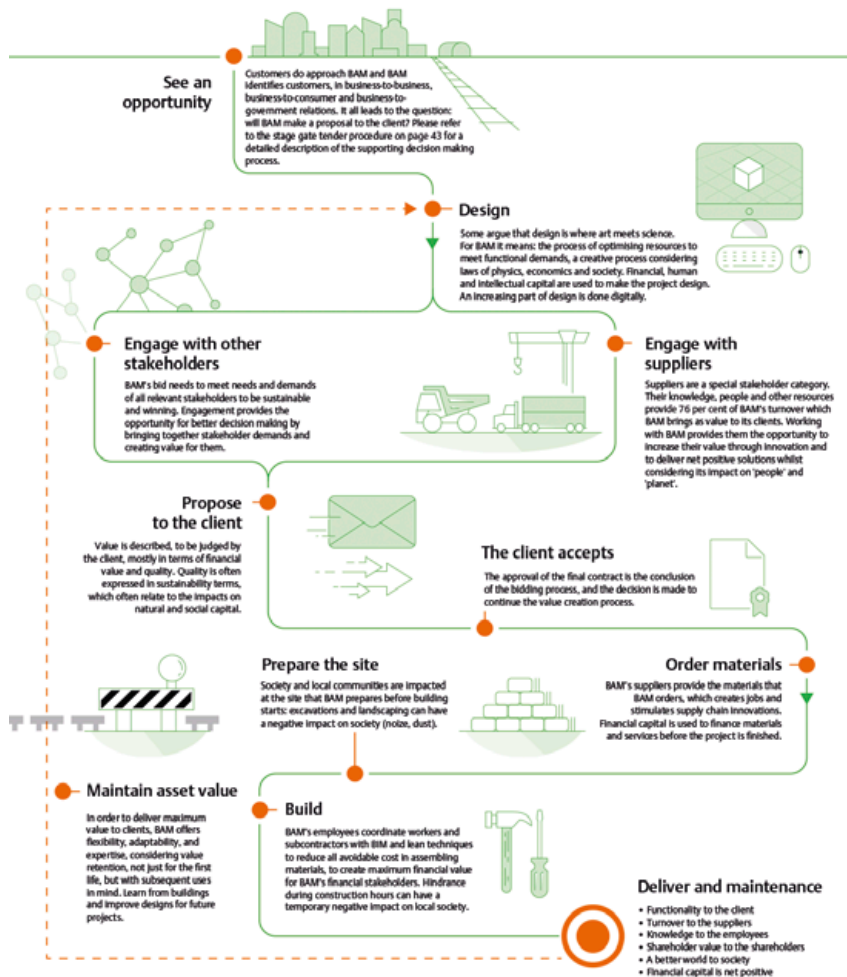 See an
opportunity
Customers do approach BAM and BAM
identifies customers, in business-to-business,
business-to-consumer and business-to-
government relations. It all leads to the question:
will BAM make a proposal to the client? Please refer
to the stage gate tender procedure on page 43 for a
detailed description of the supporting decision making
process.
Design
Some argue that design is where art meets science.
For BAM it means: the process of optimising resources to
meet functional demands, a creative process considering
laws of physics, economics and society. Financial, human
and intellectual capital are used to make the project design.
An increasing part of design is done digitally.
Engage with other
stakeholders
BAM's bid needs to meet needs and demands
of all relevant stakeholders to be sustainable
and winning. Engagement provides the
opportunity for better decision making by
bringing together stakeholder demands and
creating value for them.
Engage with
suppliers
Suppliers are a special stakeholder category.
Their knowledge, people and other resources
provide 76 per cent of BAM's turnover which
BAM brings as value to its clients. Working
with BAM provides them the opportunity to
increase their value through innovation and
to deliver net positive solutions whilst
considering its impact on 'people' and
'planet'.
Propose
to the client
Value is described, to be judged by
the client, mostly in terms of financial
value and quality. Quality is often
expressed in sustainability terms,
which often relate to the impacts on
natural and social capital.
The client accepts
The approval of the final contract is the conclusion
of the bidding process, and the decision is made to
continue the value creation process.
Prepare the site
Society and local communities are impacted
at the site that BAM prepares before building
starts: excavations and landscaping can have
a negative impact on society (noize, dust).
Order materials
BAM's suppliers provide the materials that
BAM orders, which creates jobs and
stimulates supply chain innovations.
Financial capital is used to finance materials
and services before the project is finished.
Maintain asset value
In order to deliver maximum
value to clients, BAM offers
flexibility, adaptability, and
expertise, considering value
retention, not just for the first
life, but with subsequent uses
in mind. Learn from buildings
and improve designs for future
projects.
Build
BAM's employees coordinate workers and
subcontractors with BIM and lean techniques
to reduce all avoidable cost in assembling
materials, to create maximum financial value
for BAM's financial stakeholders. Hindrance
during construction hours can have a
temporary negative impact on local society.
Deliver and maintenance
• Functionality to the client
• Turnover to the suppliers
• Knowledge to the employees
• Shareholder value to the shareholders
• A better world to society
• Financial capital is net positive